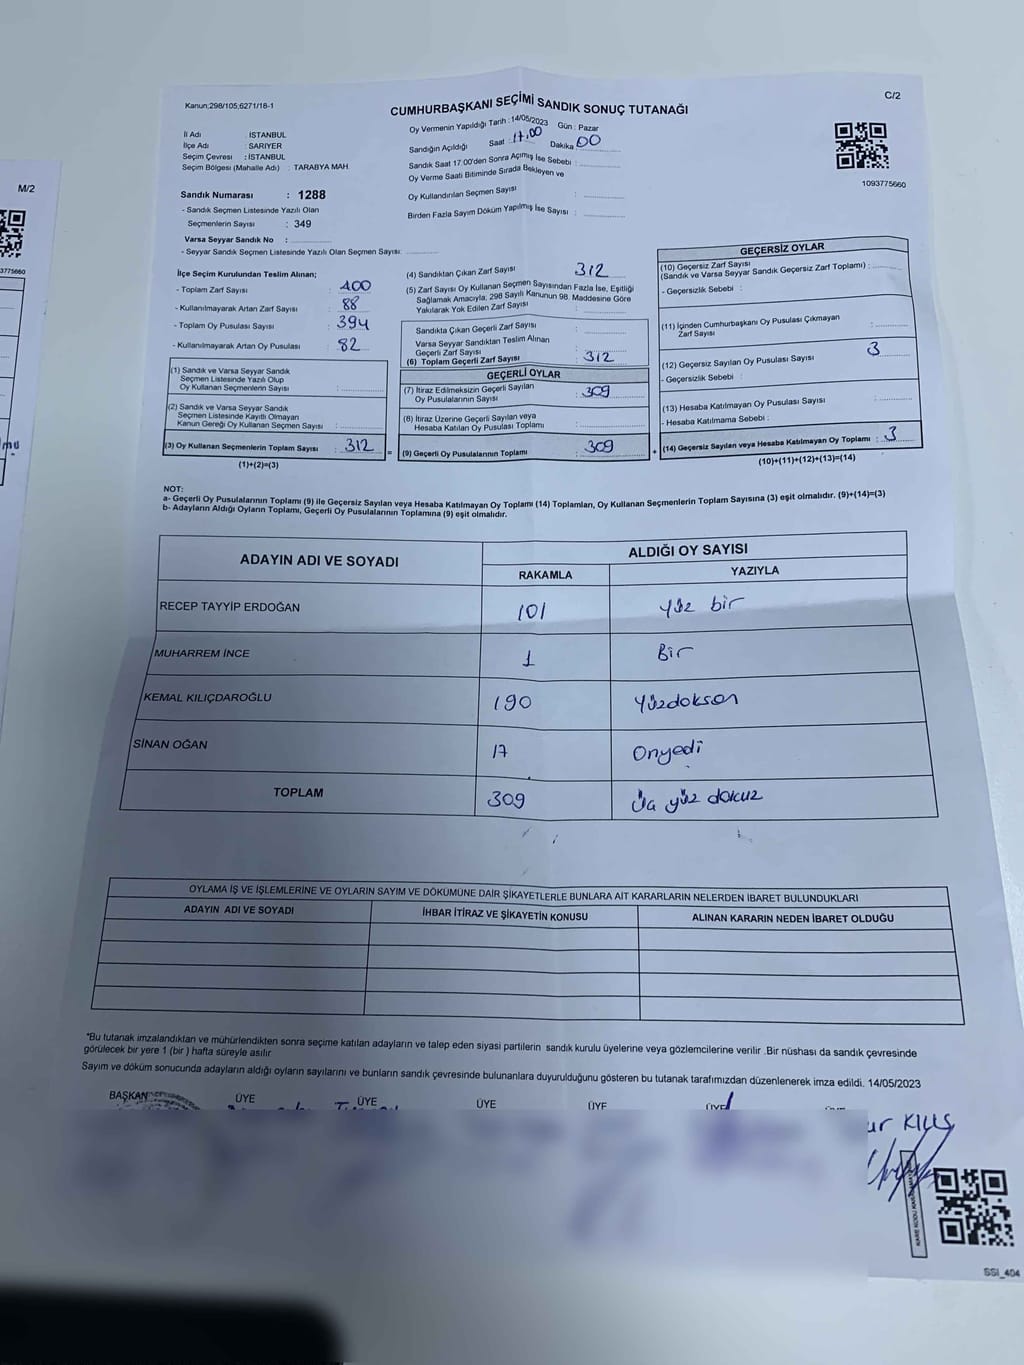 Kanun;298/105;6271/18-1
C/2
CUMHURBAŞKANI SEÇİMİ SANDIK SONUÇ TUTANAĞI
Oy Vermenin Yapıldığı Tarih : 14/05/2023 Gün : Pazar
Sandığın Açıldığı Saat : 17,00 Dakika 00
Sandık Saat 17:00'den Sonra Açılmış İse Sebebi :
Oy Verme Saati Bitiminde Sırada Bekleyen ve
Oy Kullandırılan Seçmen Sayısı :
Birden Fazla Sayım Döküm Yapılmış İse Sayısı :
1093775660
İli Adı : İSTANBUL
İlçe Adı : SARIYER
Seçim Çevresi : İSTANBUL
Seçim Bölgesi (Mahalle Adı) : TARABYA MAH.
Sandık Numarası : 1288
- Sandık Seçmen Listesinde Yazılı Olan
Seçmenlerin Sayısı : 349
Varsa Seyyar Sandık No :
- Seyyar Sandık Seçmen Listesinde Yazılı Olan Seçmen Sayısı:
M/2
3775660
İlçe Seçim Kurulundan Teslim Alınan;
- Toplam Zarf Sayısı : 400
- Kullanılmayarak Artan Zarf Sayısı : 88
- Toplam Oy Pusulası Sayısı : 394
- Kullanılmayarak Artan Oy Pusulası : 82
(1) Sandık ve Varsa Seyyar Sandık
Seçmen Listesinde Yazılı Olup
Oy Kullanan Seçmenlerin Sayısı :
(2) Sandık ve Varsa Seyyar Sandık
Seçmen Listesinde Kayıtlı Olmayan
Kanun Gereği Oy Kullanan Seçmen Sayısı :
(3) Oy Kullanan Seçmenlerin Toplam Sayısı : 312
(1)+(2)=(3)
=
(4) Sandıktan Çıkan Zarf Sayısı 312
(5) Zarf Sayısı Oy Kullanan Seçmen Sayısından Fazla İse, Eşitliği
Sağlamak Amacıyla; 298 Sayılı Kanunun 98. Maddesine Göre
Yakılarak Yok Edilen Zarf Sayısı :
Sandıkta Çıkan Geçerli Zarf Sayısı :
Varsa Seyyar Sandıktan Teslim Alınan
Geçerli Zarf Sayısı :
(6) Toplam Geçerli Zarf Sayısı : 312
GEÇERLİ OYLAR
(7) İtiraz Edilmeksizin Geçerli Sayılan
Oy Pusulalarının Sayısı : 309
(8) İtiraz Üzerine Geçerli Sayılan veya
Hesaba Katılan Oy Pusulası Toplamı :
(9) Geçerli Oy Pusulalarının Toplamı : 309
+
GEÇERSİZ OYLAR
(10) Geçersiz Zarf Sayısı
(Sandık ve Varsa Seyyar Sandık Geçersiz Zarf Toplamı) :
- Geçersizlik Sebebi :
(11) İçinden Cumhurbaşkanı Oy Pusulası Çıkmayan
Zarf Sayısı :
(12) Geçersiz Sayılan Oy Pusulası Sayısı 3
- Geçersizlik Sebebi :
(13) Hesaba Katılmayan Oy Pusulası Sayısı :
- Hesaba Katılmama Sebebi :
(14) Geçersiz Sayılan veya Hesaba Katılmayan Oy Toplamı : 3
(10)+(11)+(12)+(13)=(14)
NOT:
a- Geçerli Oy Pusulalarının Toplamı (9) ile Geçersiz Sayılan veya Hesaba Katılmayan Oy Toplamı (14) Toplamları, Oy Kullanan Seçmenlerin Toplam Sayısına (3) eşit olmalıdır. (9)+(14)=(3)
b- Adayların Aldığı Oyların Toplamı, Geçerli Oy Pusulalarının Toplamına (9) eşit olmalıdır.
ADAYIN ADI VE SOYADI ALDIĞI OY SAYISI
RAKAMLA YAZIYLA
RECEP TAYYİP ERDOĞAN 101 Yüz bir
MUHARREM İNCE 1 Bir
KEMAL KILIÇDAROĞLU 190 Yüzdoksan
SİNAN OĞAN 17 Onyedi
TOPLAM 309 Üç yüz dokuz
OYLAMA İŞ VE İŞLEMLERİNE VE OYLARIN SAYIM VE DÖKÜMÜNE DAİR ŞİKAYETLERLE BUNLARA AİT KARARLARIN NELERDEN İBARET BULUNDUKLARI
ADAYIN ADI VE SOYADI İHBAR İTİRAZ VE ŞİKAYETİN KONUSU ALINAN KARARIN NEDEN İBARET OLDUĞU
*Bu tutanak imzalandıktan ve mühürlendikten sonra seçime katılan adayların ve talep eden siyasi partilerin sandık kurulu üyelerine veya gözlemcilerine verilir .Bir nüshası da sandık çevresinde
görülecek bir yere 1 (bir ) hafta süreyle asılır
Sayım ve döküm sonucunda adayların aldığı oyların sayılarını ve bunların sandık çevresinde bulunanlara duyurulduğunu gösteren bu tutanak tarafımızdan düzenlenerek imza edildi. 14/05/2023
BAŞKAN ÜYE ÜYE ÜYE ÜYE ÜYE
SSI_404